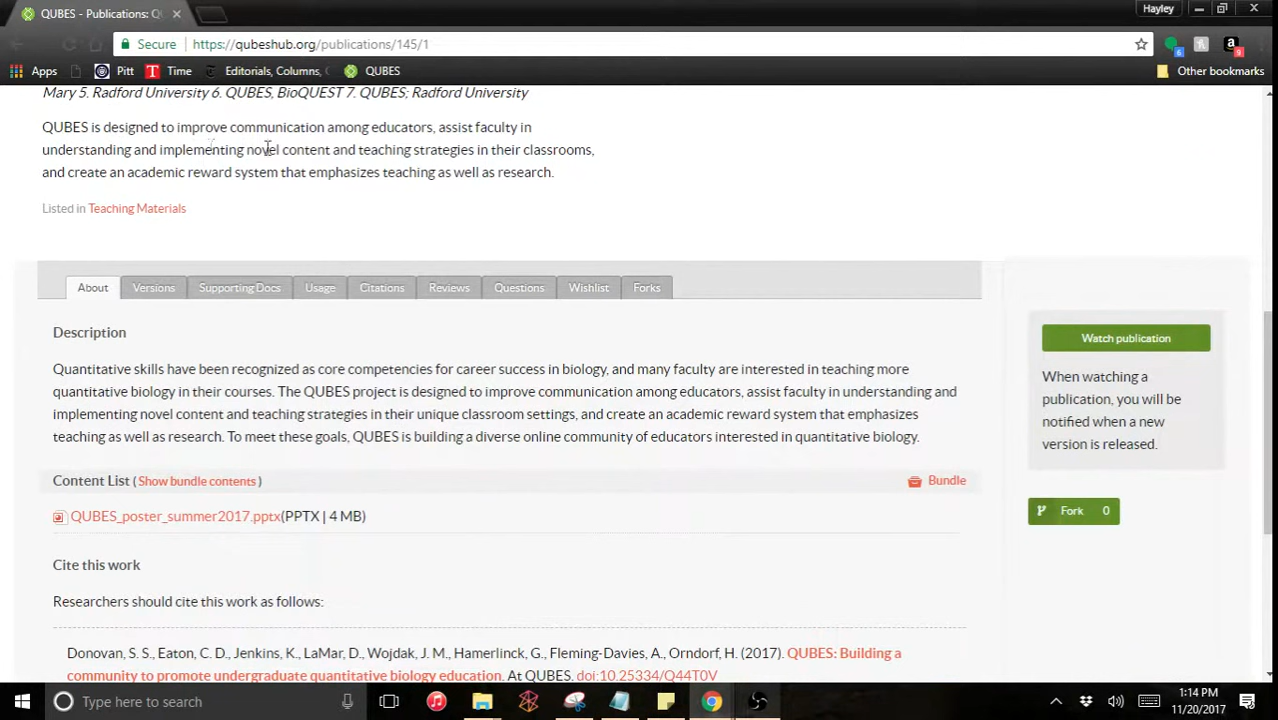 QUBES - Publications: Q
Hayley
Secure https://qubeshub.org/publications/145/1
6
9
Apps Pitt Time Editorials, Columns, QUBES Other bookmarks
Mary 5. Radford University 6. QUBES, BioQUEST 7. QUBES; Radford University
QUBES is designed to improve communication among educators, assist faculty in
understanding and implementing novel content and teaching strategies in their classrooms,
and create an academic reward system that emphasizes teaching as well as research.
Listed in Teaching Materials
About Versions Supporting Docs Usage Citations Reviews Questions Wishlist Forks
Description
Quantitative skills have been recognized as core competencies for career success in biology, and many faculty are interested in teaching more
quantitative biology in their courses. The QUBES project is designed to improve communication among educators, assist faculty in understanding and
implementing novel content and teaching strategies in their unique classroom settings, and create an academic reward system that emphasizes
teaching as well as research. To meet these goals, QUBES is building a diverse online community of educators interested in quantitative biology.
Content List ( Show bundle contents ) Bundle
QUBES_poster_summer2017.pptx(PPTX | 4 MB)
Cite this work
Researchers should cite this work as follows:
Donovan, S. S., Eaton, C. D., Jenkins, K., LaMar, D., Wojdak, J. M., Hamerlinck, G., Fleming-Davies, A., Orndorf, H. (2017). QUBES: Building a
community to promote undergraduate quantitative biology education. At QUBES. doi:10.25334/Q44T0V
Watch publication
When watching a
publication, you will be
notified when a new
version is released.
Fork 0
Type here to search
1:14 PM
11/20/2017